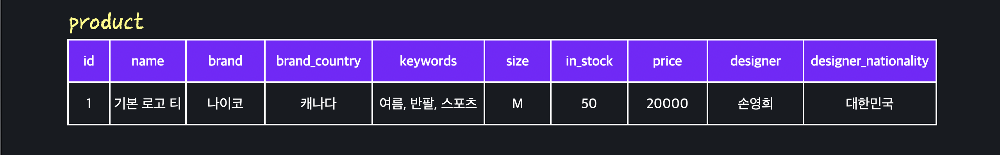 product
id name brand brand_country keywords size in_stock price designer designer_nationality
1 기본 로고 티 나이코 캐나다 여름, 반팔, 스포츠 M 50 20000 손영희 대한민국